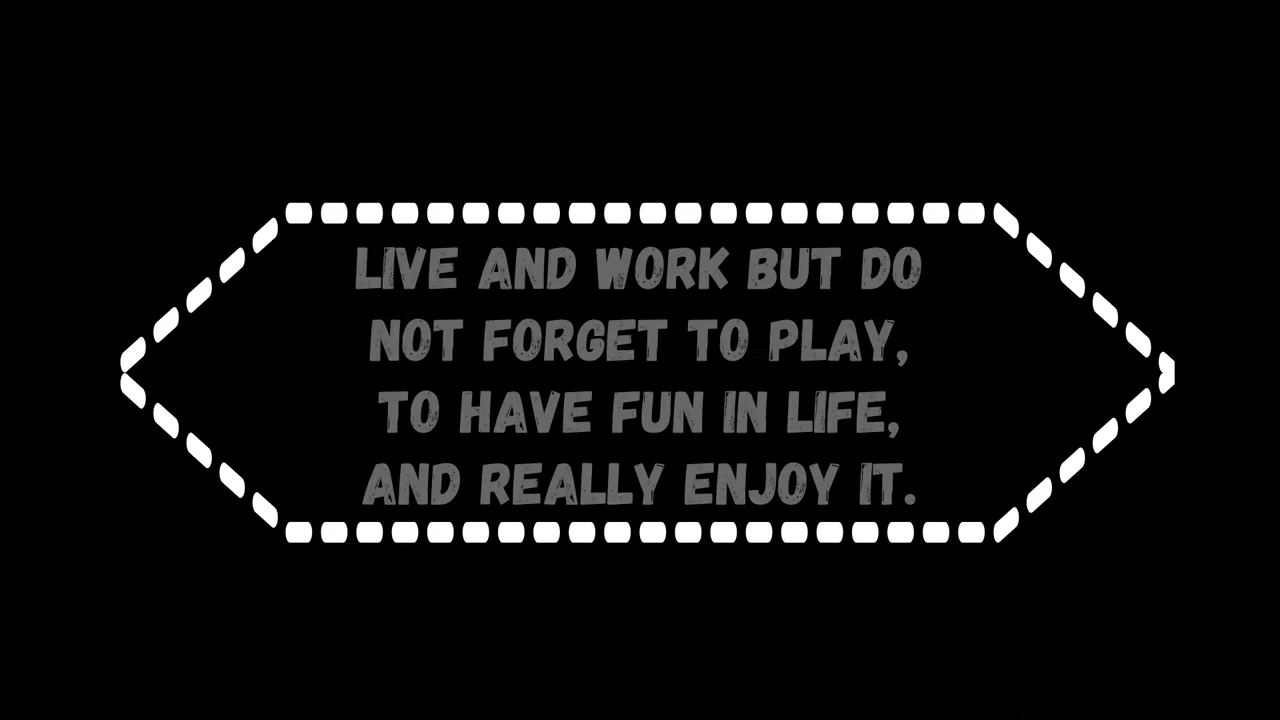 LIVE AND WORK BUT DO
NOT FORGET TO PLAY,
TO HAVE FUN IN LIFE,
AND REALLY ENJOY IT.